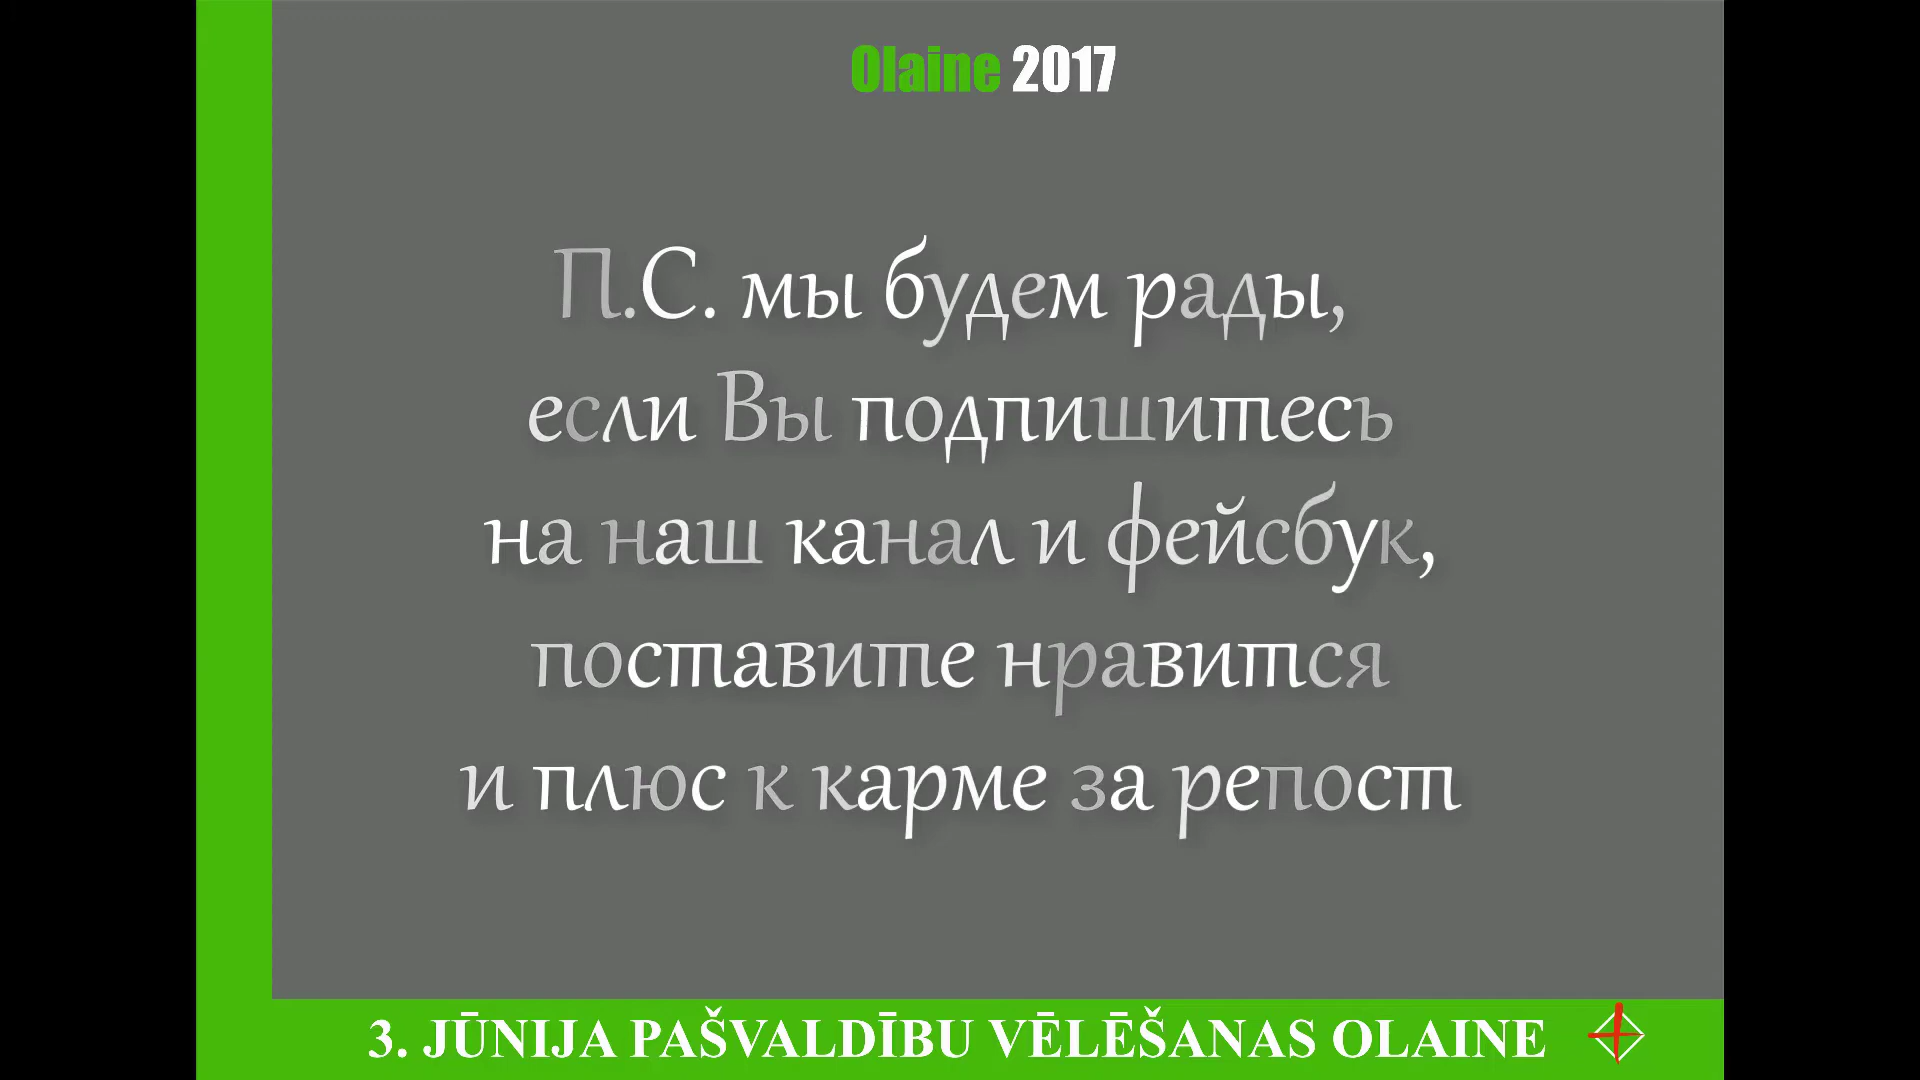 Olaine 2017
П.С. мы будем рады,
если Вы подпишитесь
на наш канал и фейсбук,
поставите нравится
и плюс к карме за репост
3. JŪNIJA PAŠVALDĪBU VĒLĒŠANAS OLAINE